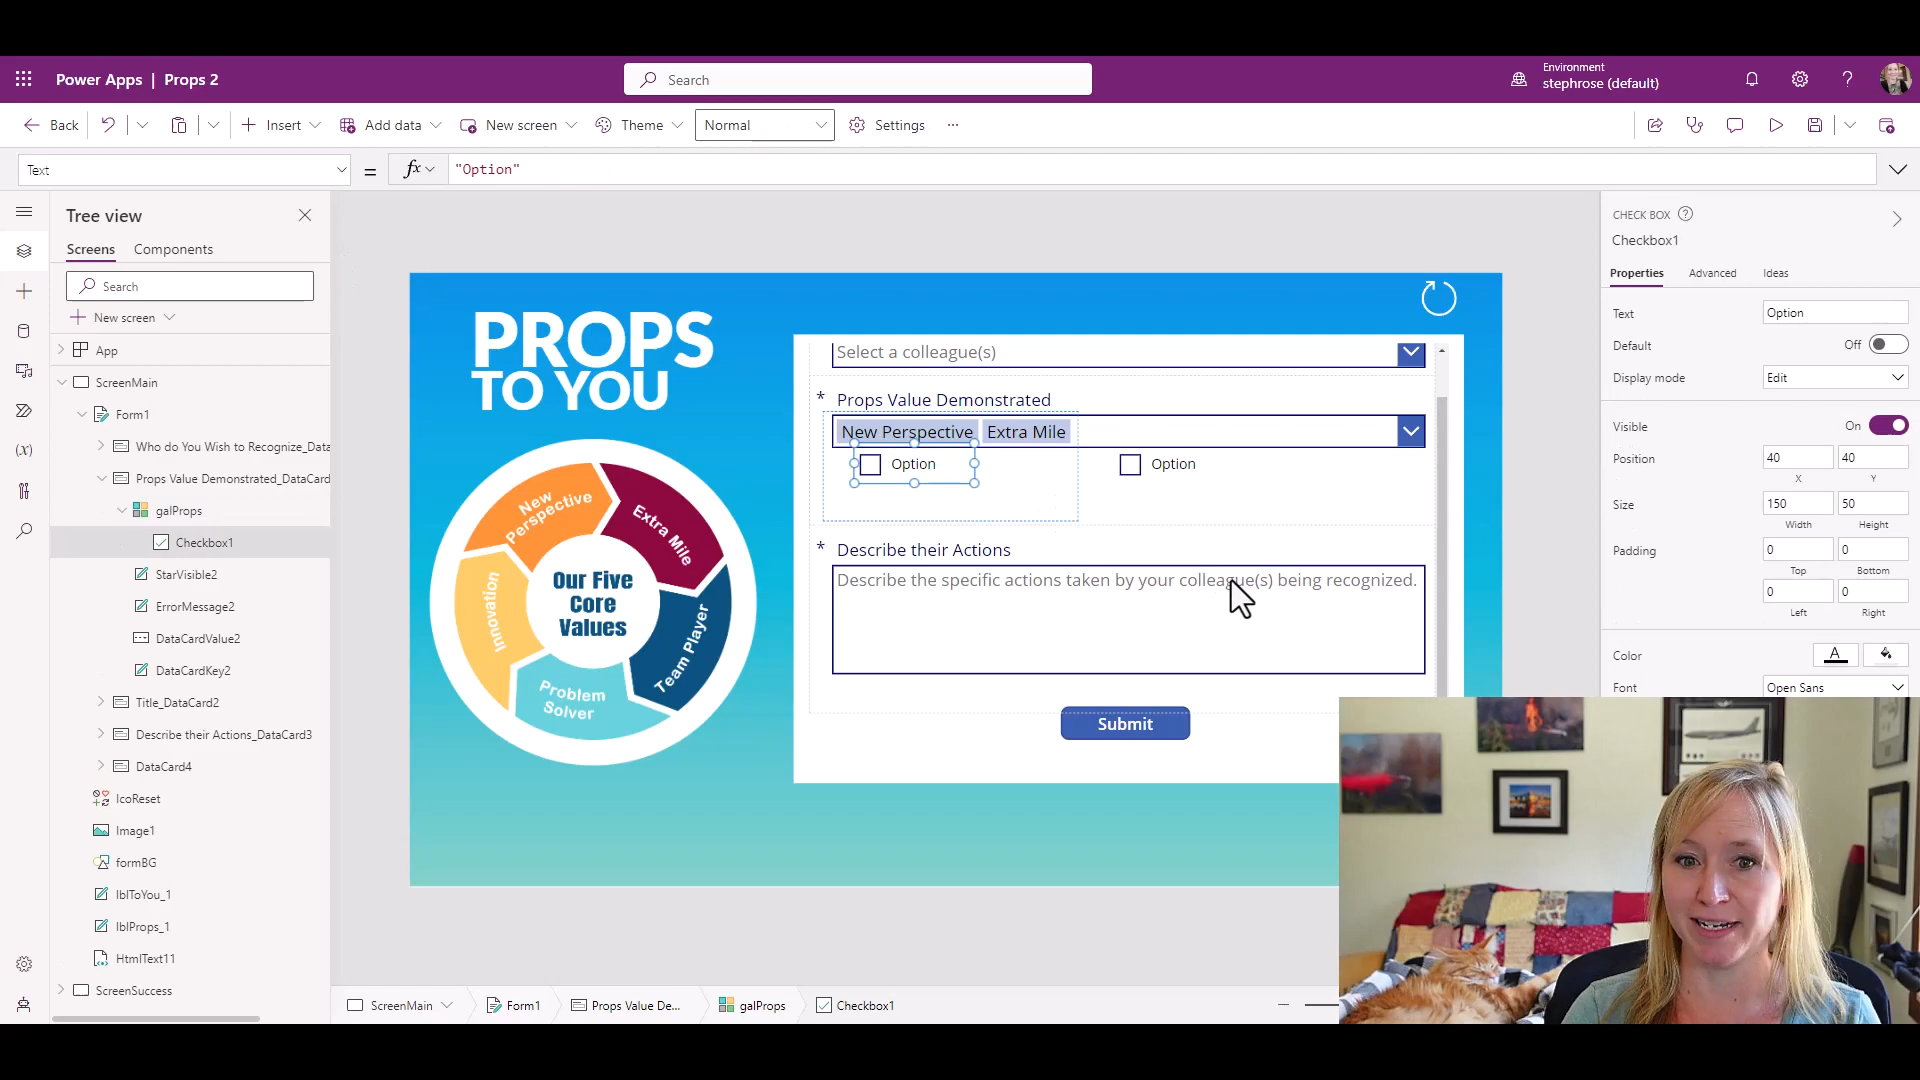 Power Apps | Props 2
Search
Environment
stephrose (default)
Back
Insert
Add data
New screen
Theme
Normal
Settings
Text
=
fx
"Option"
Tree view
Screens
Components
Search
New screen
App
ScreenMain
Form1
Who do You Wish to Recognize_Data
Props Value Demonstrated_DataCard
galProps
Checkbox1
StarVisible2
ErrorMessage2
DataCardValue2
DataCardKey2
Title_DataCard2
Describe their Actions_DataCard3
DataCard4
IcoReset
Image1
formBG
lblToYou_1
lblProps_1
HtmlText11
ScreenSuccess
PROPS
TO YOU
New
Perspective
Extra Mile
Team Player
Problem
Solver
Innovation
Our Five
Core
Values
Select a colleague(s)
* Props Value Demonstrated
New Perspective Extra Mile
Option
Option
* Describe their Actions
Describe the specific actions taken by your colleague(s) being recognized.
Submit
ScreenMain
Form1
Props Value De...
galProps
Checkbox1
CHECK BOX
Checkbox1
Properties
Advanced
Ideas
Text
Option
Default
Off
Display mode
Edit
Visible
On
Position
40
40
X
Y
Size
150
50
Width
Height
Padding
0
0
Top
Bottom
0
0
Left
Right
Color
A
Font
Open Sans